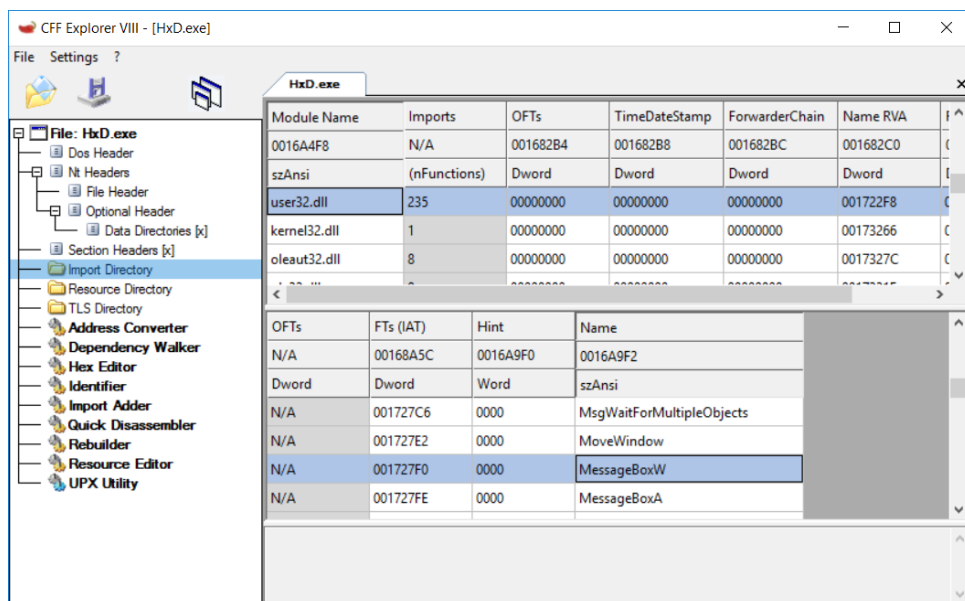 CFF Explorer VIII - [HxD.exe]
File Settings ?
HxD.exe
File: HxD.exe
Dos Header
Nt Headers
File Header
Optional Header
Data Directories [x]
Section Headers [x]
Import Directory
Resource Directory
TLS Directory
Address Converter
Dependency Walker
Hex Editor
Identifier
Import Adder
Quick Disassembler
Rebuilder
Resource Editor
UPX Utility
Module Name Imports OFTs TimeDateStamp ForwarderChain Name RVA
0016A4F8 N/A 001682B4 001682B8 001682BC 001682C0
szAnsi (nFunctions) Dword Dword Dword Dword
user32.dll 235 00000000 00000000 00000000 001722F8
kernel32.dll 1 00000000 00000000 00000000 00173266
oleaut32.dll 8 00000000 00000000 00000000 0017327C
OFTs FTs (IAT) Hint Name
N/A 00168A5C 0016A9F0 0016A9F2
Dword Dword Word szAnsi
N/A 001727C6 0000 MsgWaitForMultipleObjects
N/A 001727E2 0000 MoveWindow
N/A 001727F0 0000 MessageBoxW
N/A 001727FE 0000 MessageBoxA